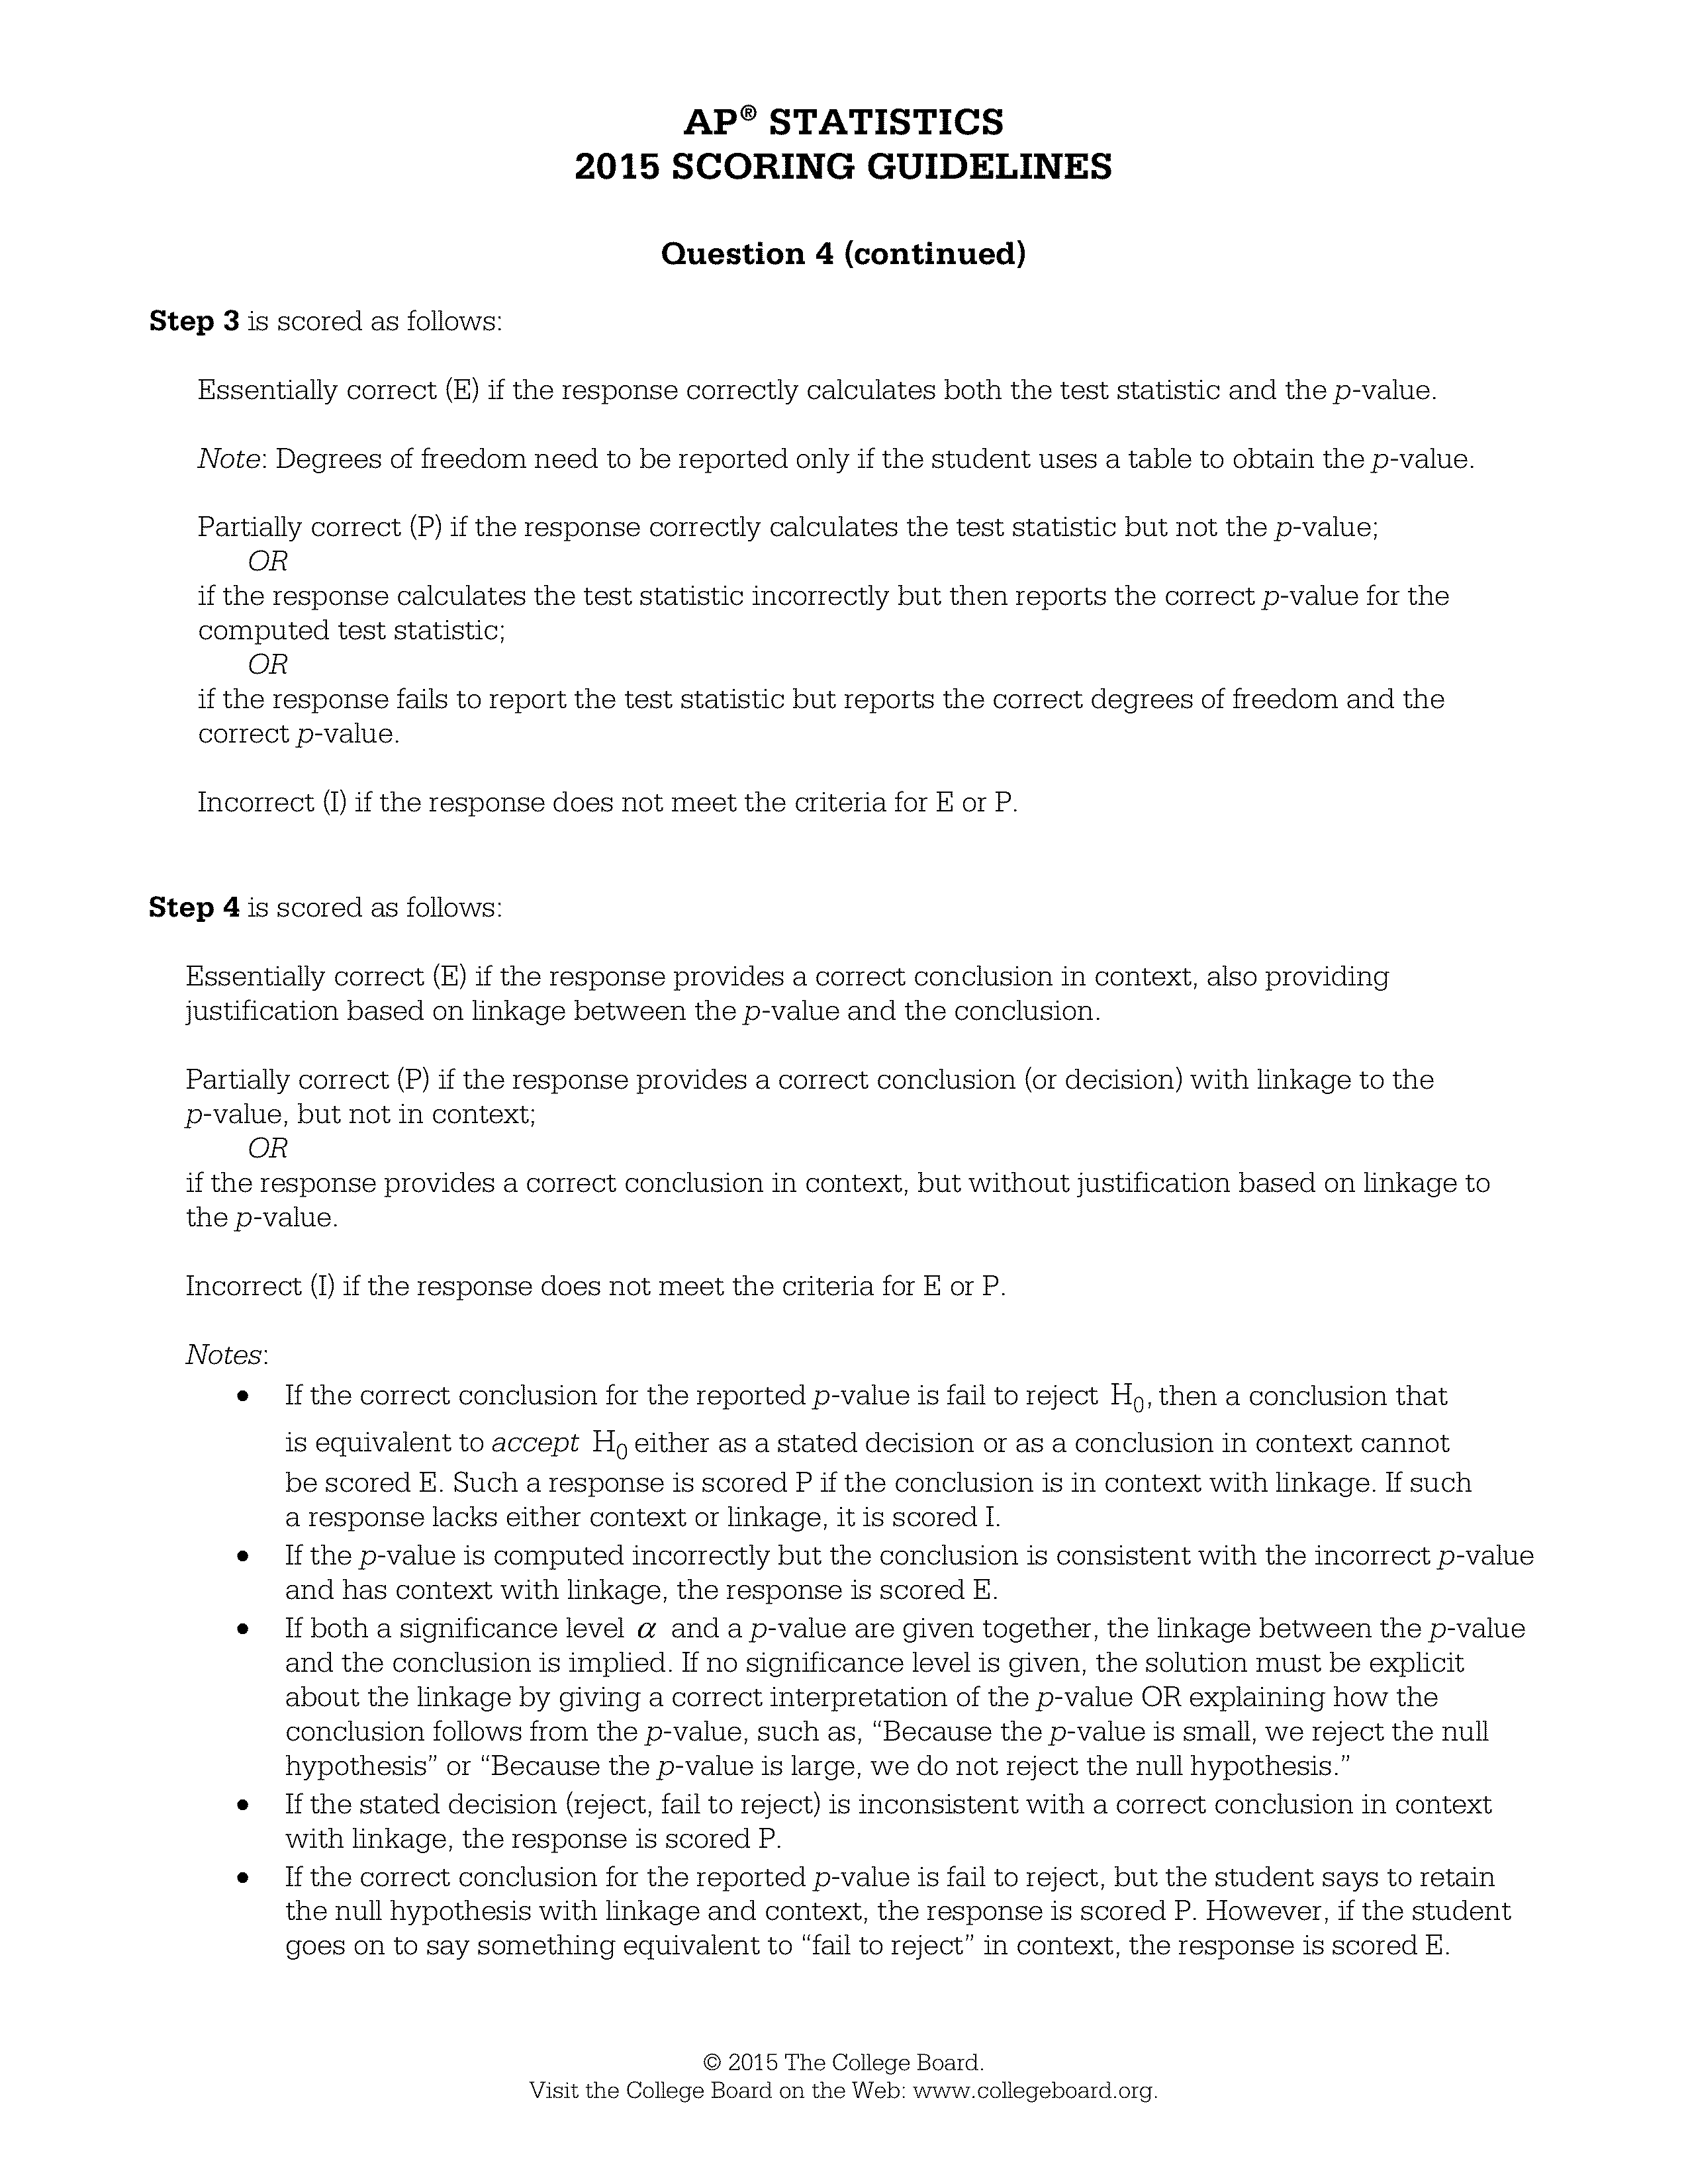 AP® STATISTICS
2015 SCORING GUIDELINES
Question 4 (continued)
Step 3 is scored as follows:
Essentially correct (E) if the response correctly calculates both the test statistic and the p-value.
Note: Degrees of freedom need to be reported only if the student uses a table to obtain the p-value.
Partially correct (P) if the response correctly calculates the test statistic but not the p-value;
OR
if the response calculates the test statistic incorrectly but then reports the correct p-value for the
computed test statistic;
OR
if the response fails to report the test statistic but reports the correct degrees of freedom and the
correct p-value.
Incorrect (I) if the response does not meet the criteria for E or P.
Step 4 is scored as follows:
Essentially correct (E) if the response provides a correct conclusion in context, also providing
justification based on linkage between the p-value and the conclusion.
Partially correct (P) if the response provides a correct conclusion (or decision) with linkage to the
p-value, but not in context;
OR
if the response provides a correct conclusion in context, but without justification based on linkage to
the p-value.
Incorrect (I) if the response does not meet the criteria for E or P.
Notes:
• If the correct conclusion for the reported p-value is fail to reject H₀, then a conclusion that
is equivalent to accept H₀ either as a stated decision or as a conclusion in context cannot
be scored E. Such a response is scored P if the conclusion is in context with linkage. If such
a response lacks either context or linkage, it is scored I.
• If the p-value is computed incorrectly but the conclusion is consistent with the incorrect p-value
and has context with linkage, the response is scored E.
• If both a significance level α and a p-value are given together, the linkage between the p-value
and the conclusion is implied. If no significance level is given, the solution must be explicit
about the linkage by giving a correct interpretation of the p-value OR explaining how the
conclusion follows from the p-value, such as, “Because the p-value is small, we reject the null
hypothesis” or “Because the p-value is large, we do not reject the null hypothesis.”
• If the stated decision (reject, fail to reject) is inconsistent with a correct conclusion in context
with linkage, the response is scored P.
• If the correct conclusion for the reported p-value is fail to reject, but the student says to retain
the null hypothesis with linkage and context, the response is scored P. However, if the student
goes on to say something equivalent to “fail to reject” in context, the response is scored E.
© 2015 The College Board.
Visit the College Board on the Web: www.collegeboard.org.